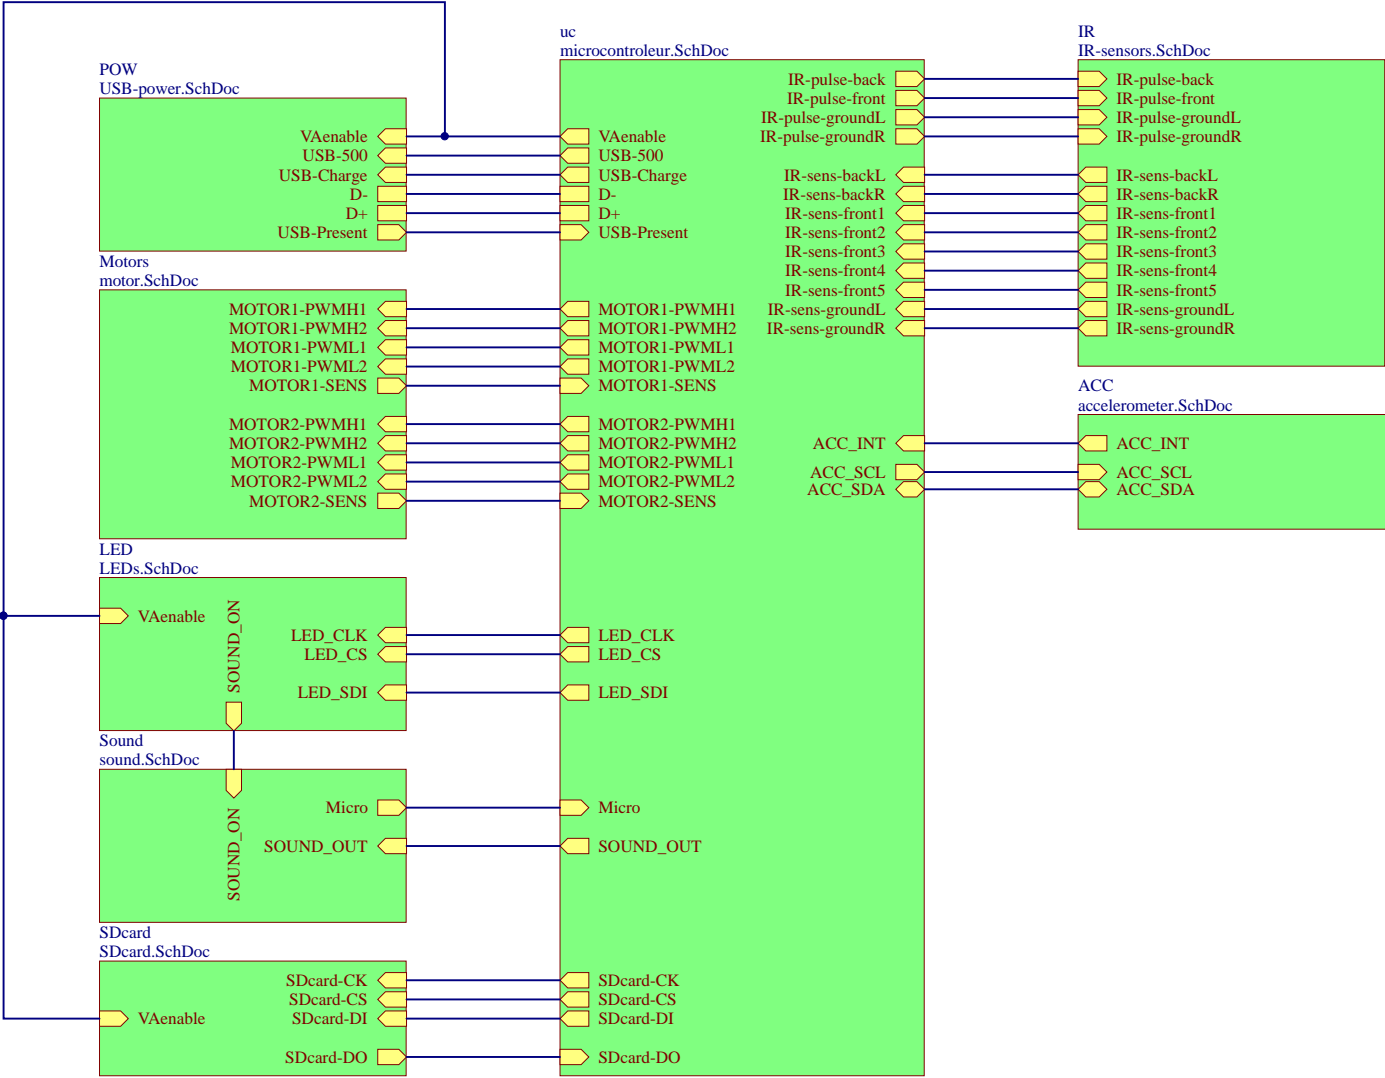 POW
USB-power.SchDoc
VAenable
USB-500
USB-Charge
D-
D+
USB-Present
Motors
motor.SchDoc
MOTOR1-PWMH1
MOTOR1-PWMH2
MOTOR1-PWML1
MOTOR1-PWML2
MOTOR1-SENS
MOTOR2-PWMH1
MOTOR2-PWMH2
MOTOR2-PWML1
MOTOR2-PWML2
MOTOR2-SENS
LED
LEDs.SchDoc
VAenable
SOUND_ON
LED_CLK
LED_CS
LED_SDI
Sound
sound.SchDoc
SOUND_ON
Micro
SOUND_OUT
SDcard
SDcard.SchDoc
VAenable
SDcard-CK
SDcard-CS
SDcard-DI
SDcard-DO
uc
microcontroleur.SchDoc
VAenable
USB-500
USB-Charge
D-
D+
USB-Present
MOTOR1-PWMH1
MOTOR1-PWMH2
MOTOR1-PWML1
MOTOR1-PWML2
MOTOR1-SENS
MOTOR2-PWMH1
MOTOR2-PWMH2
MOTOR2-PWML1
MOTOR2-PWML2
MOTOR2-SENS
LED_CLK
LED_CS
LED_SDI
Micro
SOUND_OUT
SDcard-CK
SDcard-CS
SDcard-DI
SDcard-DO
IR-pulse-back
IR-pulse-front
IR-pulse-groundL
IR-pulse-groundR
IR-sens-backL
IR-sens-backR
IR-sens-front1
IR-sens-front2
IR-sens-front3
IR-sens-front4
IR-sens-front5
IR-sens-groundL
IR-sens-groundR
ACC_INT
ACC_SCL
ACC_SDA
IR
IR-sensors.SchDoc
IR-pulse-back
IR-pulse-front
IR-pulse-groundL
IR-pulse-groundR
IR-sens-backL
IR-sens-backR
IR-sens-front1
IR-sens-front2
IR-sens-front3
IR-sens-front4
IR-sens-front5
IR-sens-groundL
IR-sens-groundR
ACC
accelerometer.SchDoc
ACC_INT
ACC_SCL
ACC_SDA